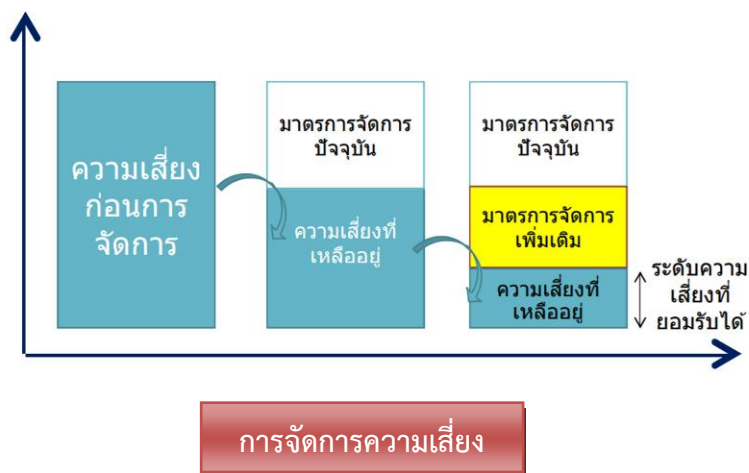 ความเสี่ยง
ก่อนการ
จัดการ
มาตรการจัดการ
ปัจจุบัน
ความเสี่ยงที่
เหลืออยู่
มาตรการจัดการ
ปัจจุบัน
มาตรการจัดการ
เพิ่มเติม
ความเสี่ยงที่
เหลืออยู่
ระดับความ
เสี่ยงที่
ยอมรับได้
การจัดการความเสี่ยง